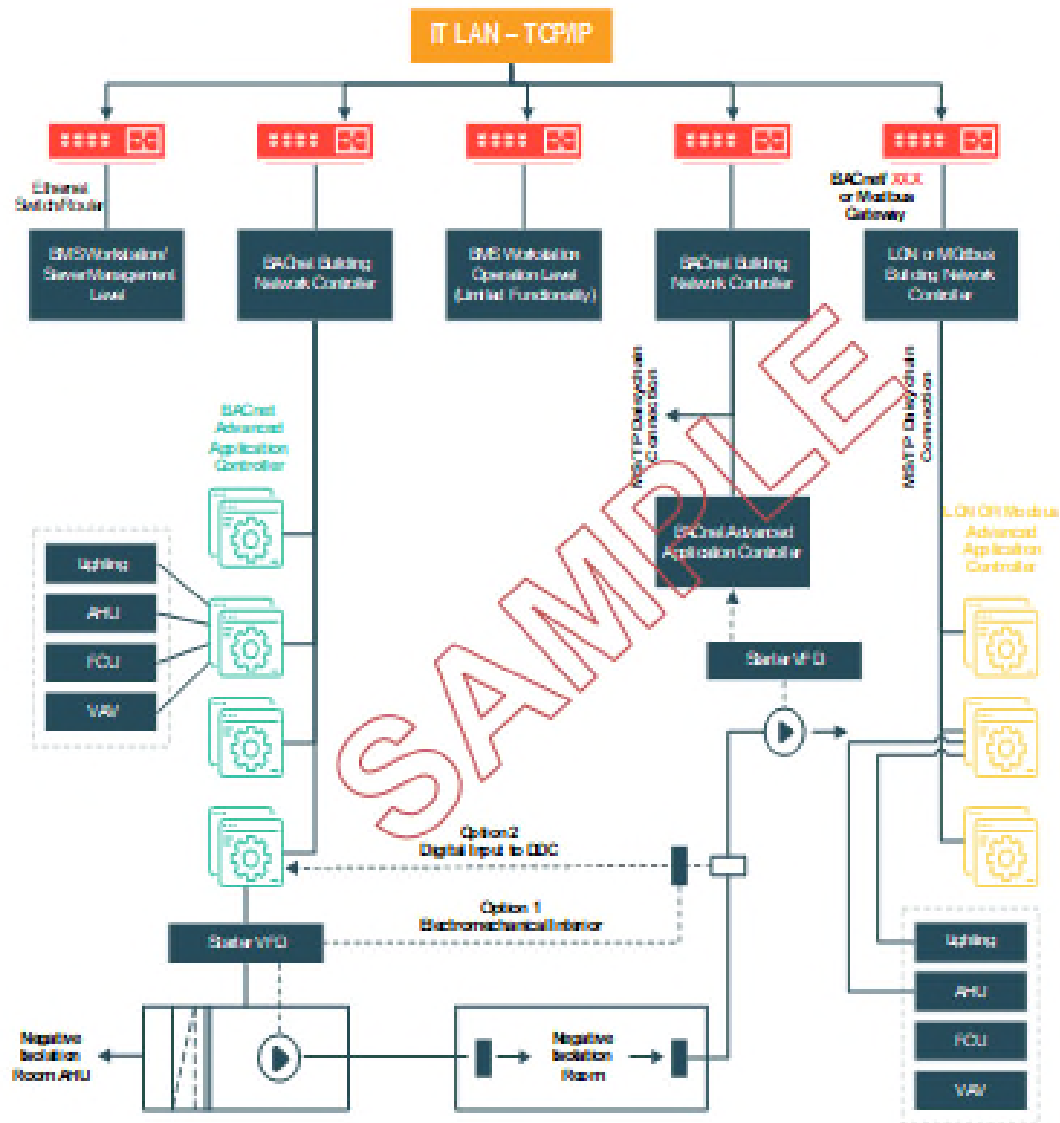 IT LAN – TCP/IP
Ethernet
Switch/Router
BACnet/ XXX
or Modbus
Gateway
BMS Workstation/
Server Management
Level
BACnet Building
Network Controller
BMS Workstation
Operation Level
(Limited Functionality)
BACnet Building
Network Controller
LON or MOdbus
Building Network
Controller
MS/TP Daisychain
Connection
MS/TP Daisychain
Connection
BACnet
Advanced
Application
Controller
BACnet Advanced
Application Controller
LON OR Modbus
Advanced
Application
Controller
Lighting
AHU
FCU
VAV
Starter VFD
SAMPLE
Option 2
Digital Input to DDC
Option 1
Electromechanical Interior
Starter VFD
Lighting
AHU
FCU
VAV
Negative
Isolation
Room AHU
Negative
Isolation
Room